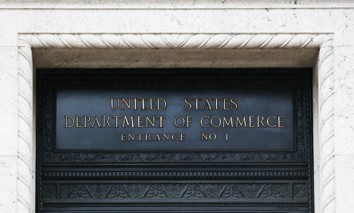 UNITED STATES
DEPARTMENT OF COMMERCE
ENTRANCE NO 1